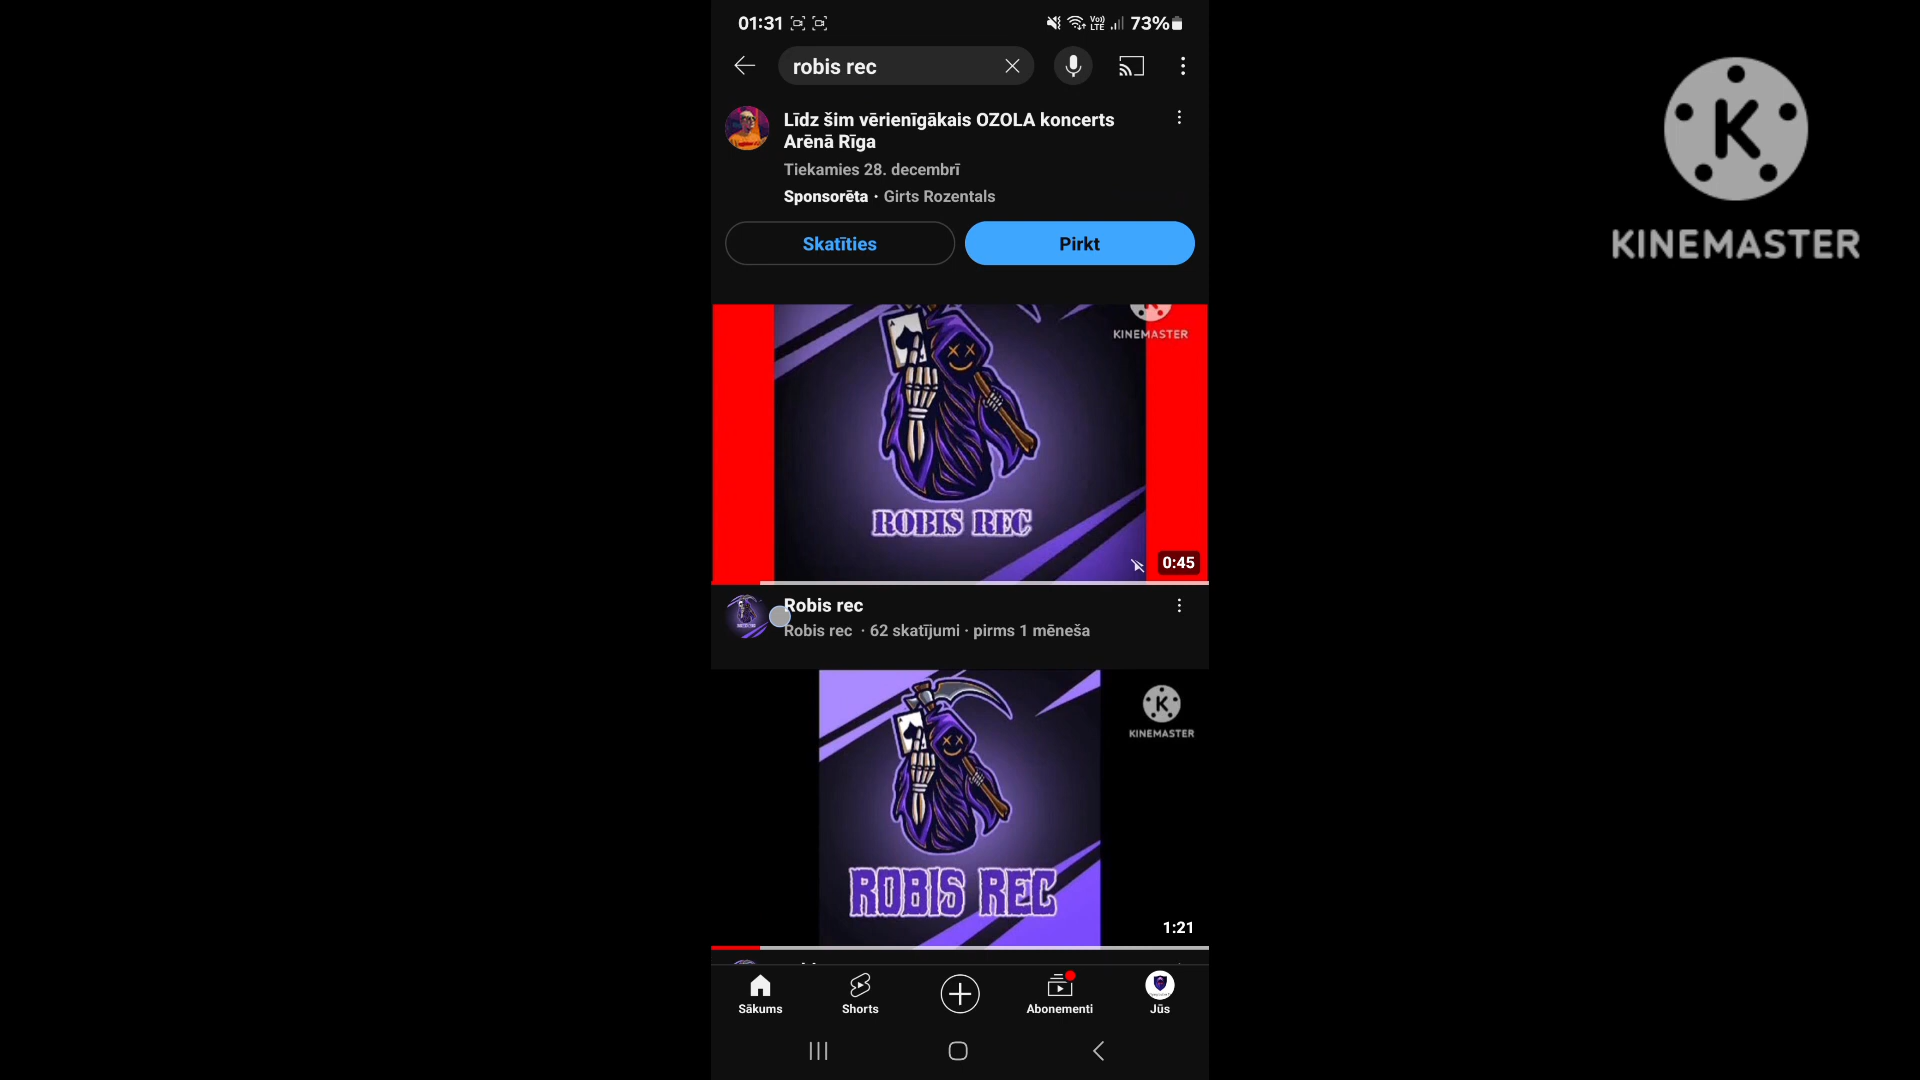 01:31
Vo))
LTE
73%
robis rec
Līdz šim vērienīgākais OZOLA koncerts
Arēnā Rīga
Tiekamies 28. decembrī
Sponsorēta · Girts Rozentals
Skatīties
Pirkt
KINEMASTER
ROBIS REC
0:45
Robis rec
Robis rec · 62 skatījumi · pirms 1 mēneša
K
KINEMASTER
ROBIS REC
1:21
Sākums
Shorts
Abonementi
Jūs
K
KINEMASTER